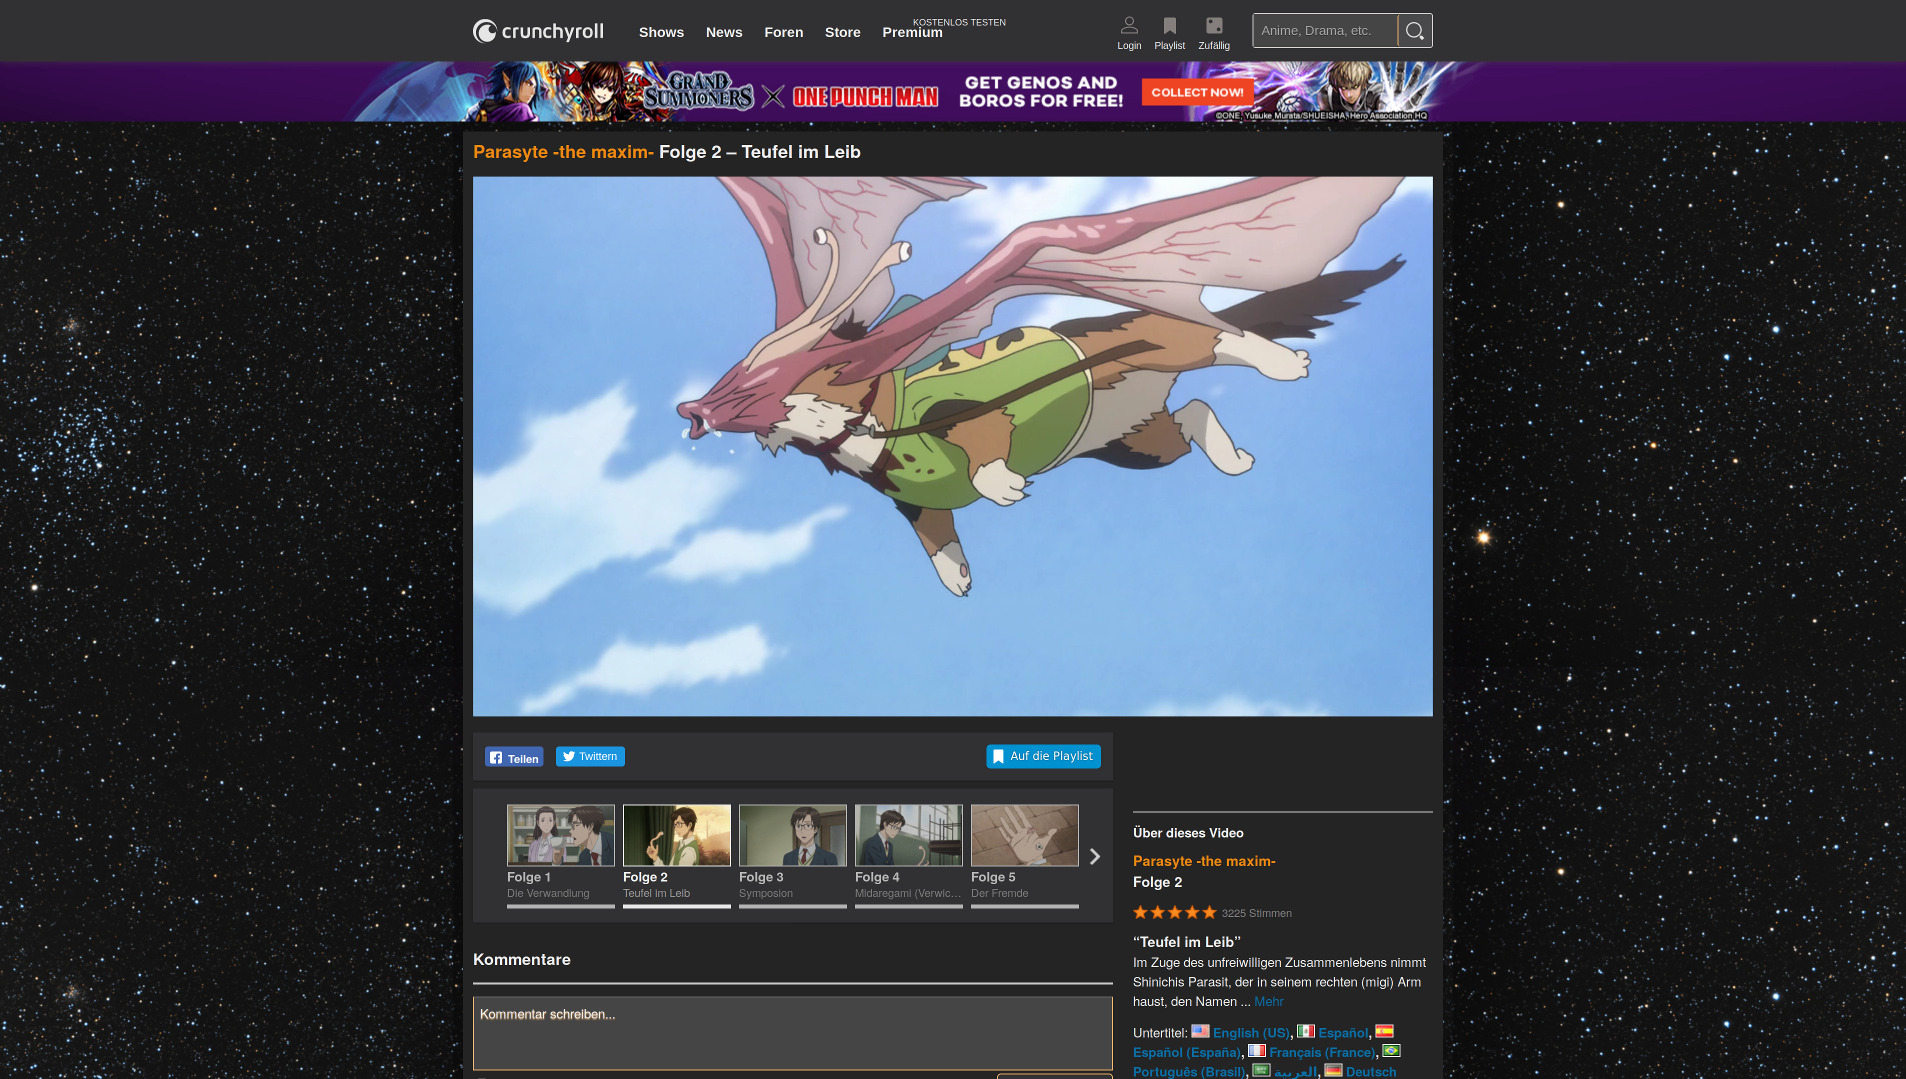 crunchyroll
Shows
News
Foren
Store
Premium
KOSTENLOS TESTEN
Login
Playlist
Zufällig
Anime, Drama, etc.
GRAND SUMMONERS
ONE PUNCH MAN
GET GENOS AND
BOROS FOR FREE!
COLLECT NOW!
©ONE, Yusuke Murata/SHUEISHA, Hero Association HQ
Parasyte -the maxim- Folge 2 – Teufel im Leib
Teilen
Twittern
Auf die Playlist
Folge 1
Die Verwandlung
Folge 2
Teufel im Leib
Folge 3
Symposion
Folge 4
Midaregami (Verwic...
Folge 5
Der Fremde
Kommentare
Kommentar schreiben...
Über dieses Video
Parasyte -the maxim-
Folge 2
3225 Stimmen
“Teufel im Leib”
Im Zuge des unfreiwilligen Zusammenlebens nimmt
Shinichis Parasit, der in seinem rechten (migi) Arm
haust, den Namen ... Mehr
Untertitel: English (US), Español,
Español (España), Français (France),
Português (Brasil), العربية, Deutsch